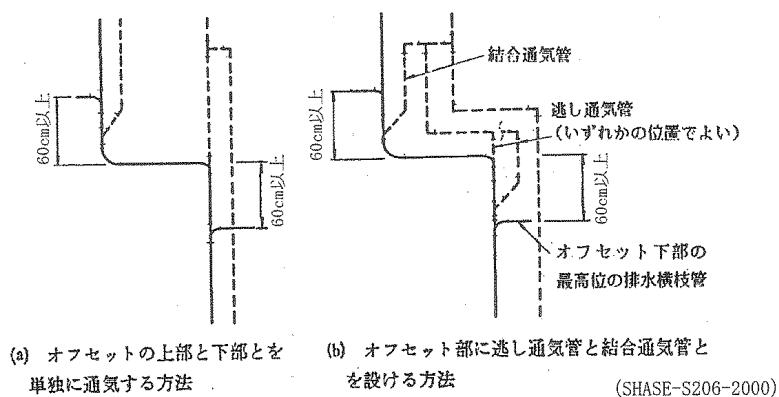 60cm以上
60cm以上
(a) オフセットの上部と下部とを
単独に通気する方法
60cm以上
結合通気管
逃し通気管
(いずれかの位置でよい)
60cm以上
オフセット下部の
最高位の排水横枝管
(b) オフセット部に逃し通気管と結合通気管と
を設ける方法
(SHASE-S206-2000)